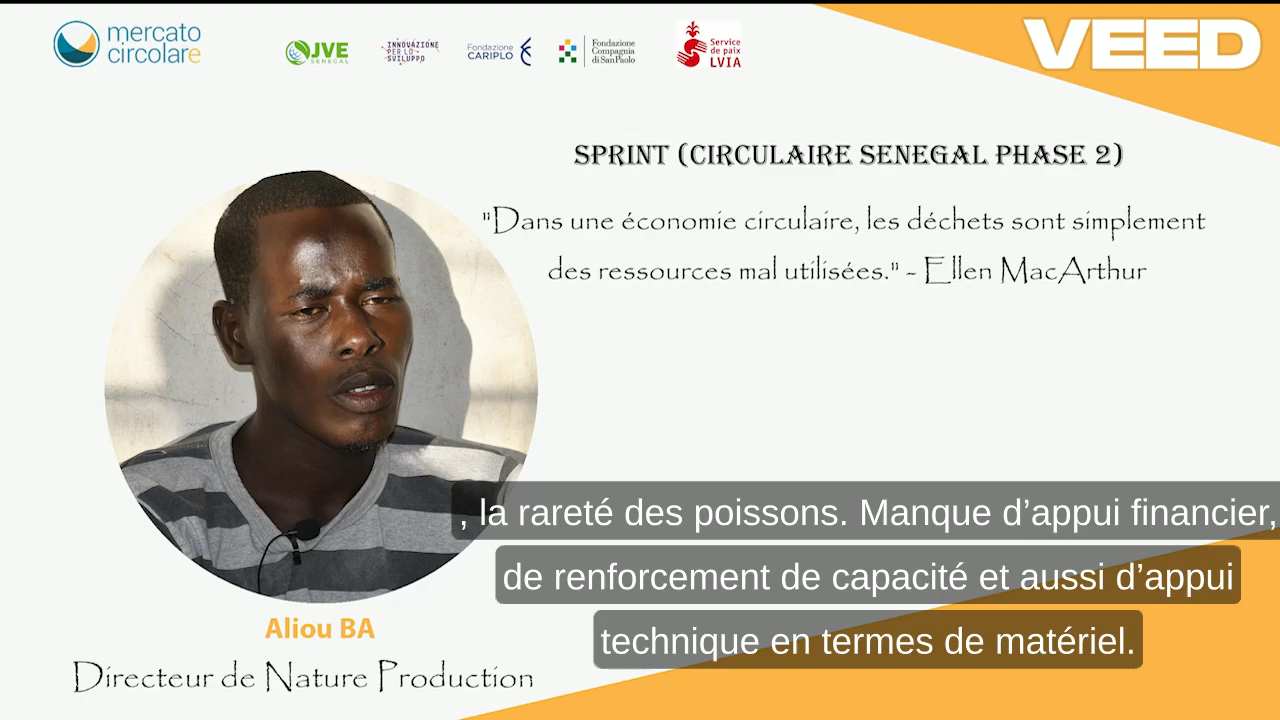 mercato
circolare
JVE
SENEGAL
INNOVAZIONE
PER LO
SVILUPPO
Fondazione
CARIPLO
Fondazione
Compagnia
di San Paolo
Service
de paix
LVIA
VEED
SPRINT (CIRCULAIRE SENEGAL PHASE 2)
"Dans une économie circulaire, les déchets sont simplement
des ressources mal utilisées." - Ellen MacArthur
, la rareté des poissons. Manque d’appui financier,
de renforcement de capacité et aussi d’appui
technique en termes de matériel.
Aliou BA
Directeur de Nature Production